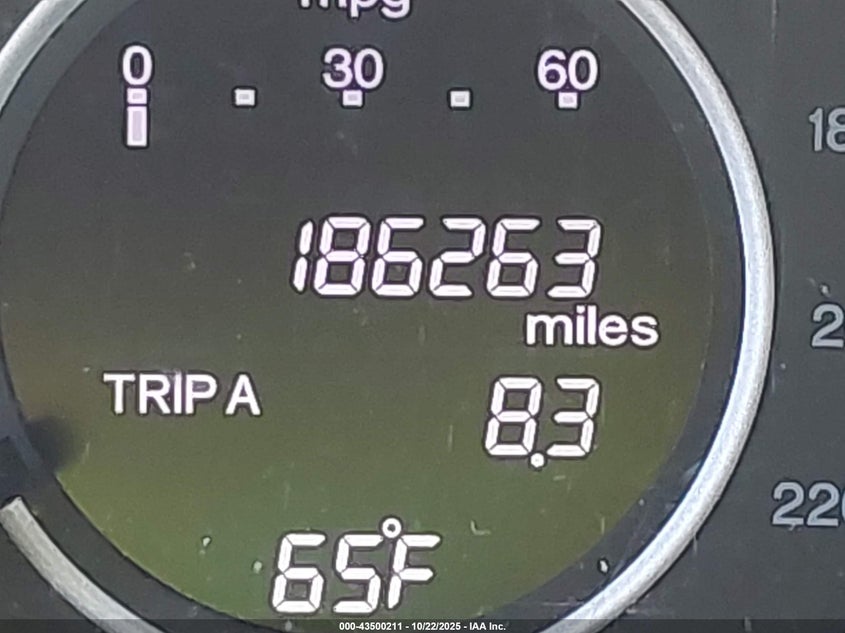 mpg
0 30 60
186263
miles
TRIP A 8.3
65°F
18
2
220
000-43500211 - 10/22/2025 - IAA Inc.